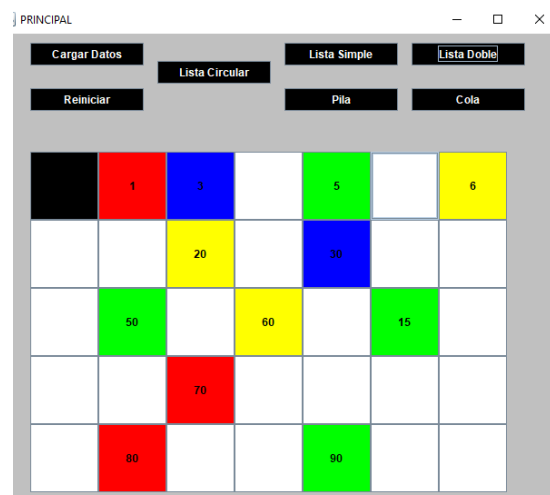 PRINCIPAL
Cargar Datos
Lista Circular
Lista Simple
Lista Doble
Reiniciar
Pila
Cola
1
3
5
6
20
30
50
60
15
70
80
90